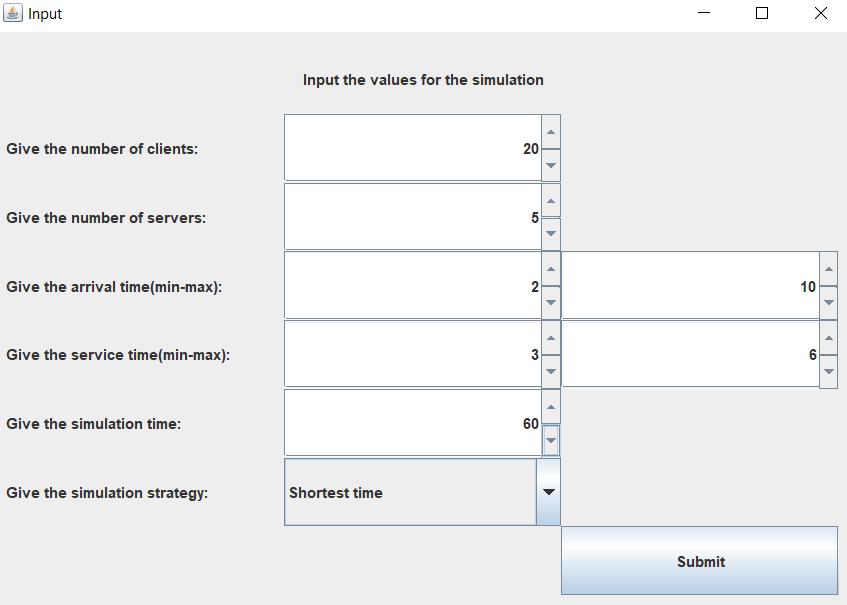 Input
Input the values for the simulation
Give the number of clients: 20
Give the number of servers: 5
Give the arrival time(min-max): 2 10
Give the service time(min-max): 3 6
Give the simulation time: 60
Give the simulation strategy: Shortest time
Submit